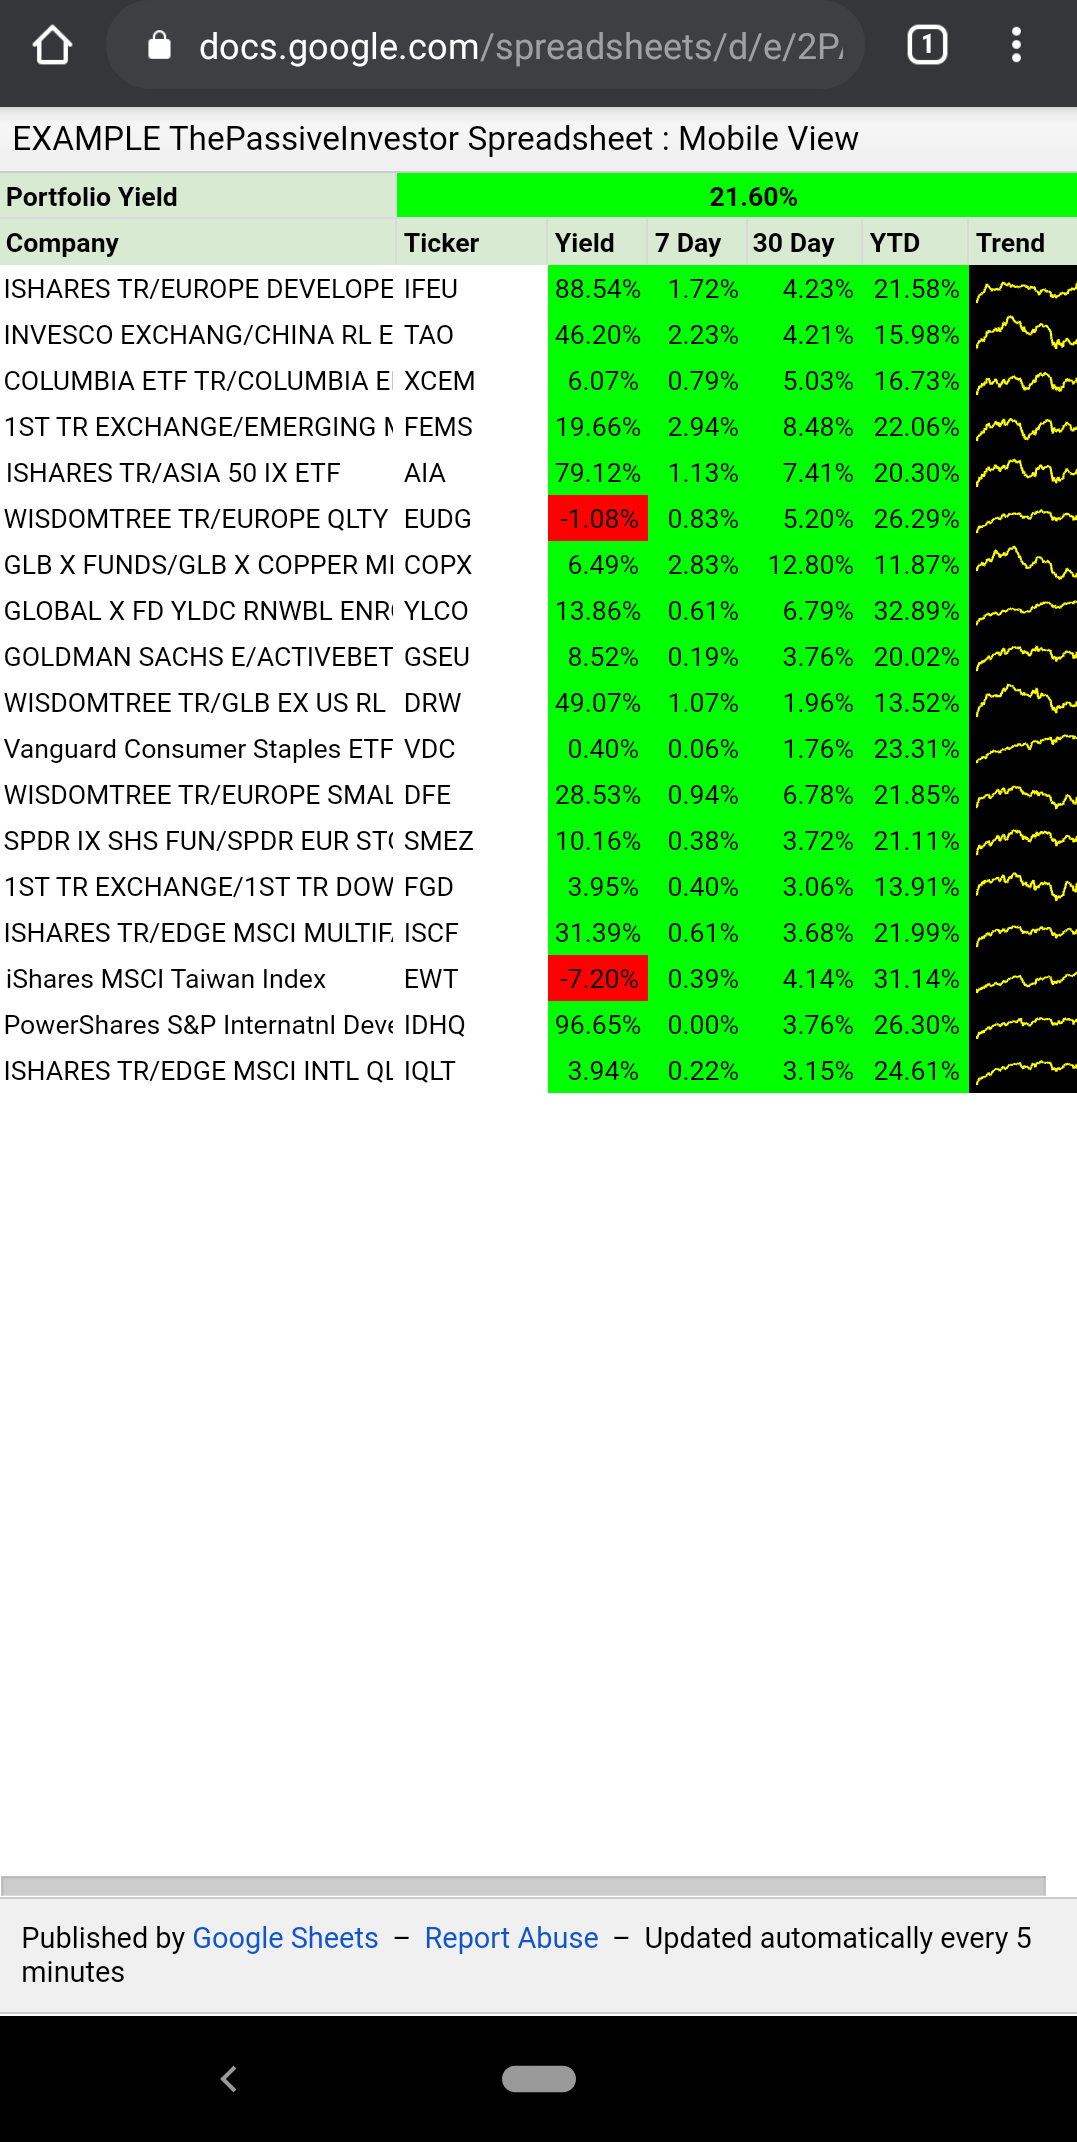 docs.google.com/spreadsheets/d/e/2P
1
EXAMPLE ThePassiveInvestor Spreadsheet : Mobile View
Portfolio Yield 21.60%
Company Ticker Yield 7 Day 30 Day YTD Trend
ISHARES TR/EUROPE DEVELOPE IFEU 88.54% 1.72% 4.23% 21.58%
INVESCO EXCHANG/CHINA RL E TAO 46.20% 2.23% 4.21% 15.98%
COLUMBIA ETF TR/COLUMBIA E XCEM 6.07% 0.79% 5.03% 16.73%
1ST TR EXCHANGE/EMERGING FEMS 19.66% 2.94% 8.48% 22.06%
ISHARES TR/ASIA 50 IX ETF AIA 79.12% 1.13% 7.41% 20.30%
WISDOMTREE TR/EUROPE QLTY EUDG -1.08% 0.83% 5.20% 26.29%
GLB X FUNDS/GLB X COPPER MI COPX 6.49% 2.83% 12.80% 11.87%
GLOBAL X FD YLDC RNWBL ENR YLCO 13.86% 0.61% 6.79% 32.89%
GOLDMAN SACHS E/ACTIVEBET GSEU 8.52% 0.19% 3.76% 20.02%
WISDOMTREE TR/GLB EX US RL DRW 49.07% 1.07% 1.96% 13.52%
Vanguard Consumer Staples ETF VDC 0.40% 0.06% 1.76% 23.31%
WISDOMTREE TR/EUROPE SMAL DFE 28.53% 0.94% 6.78% 21.85%
SPDR IX SHS FUN/SPDR EUR STO SMEZ 10.16% 0.38% 3.72% 21.11%
1ST TR EXCHANGE/1ST TR DOW FGD 3.95% 0.40% 3.06% 13.91%
ISHARES TR/EDGE MSCI MULTIF ISCF 31.39% 0.61% 3.68% 21.99%
iShares MSCI Taiwan Index EWT -7.20% 0.39% 4.14% 31.14%
PowerShares S&P Internatnl Deve IDHQ 96.65% 0.00% 3.76% 26.30%
ISHARES TR/EDGE MSCI INTL QL IQLT 3.94% 0.22% 3.15% 24.61%
Published by Google Sheets – Report Abuse – Updated automatically every 5
minutes